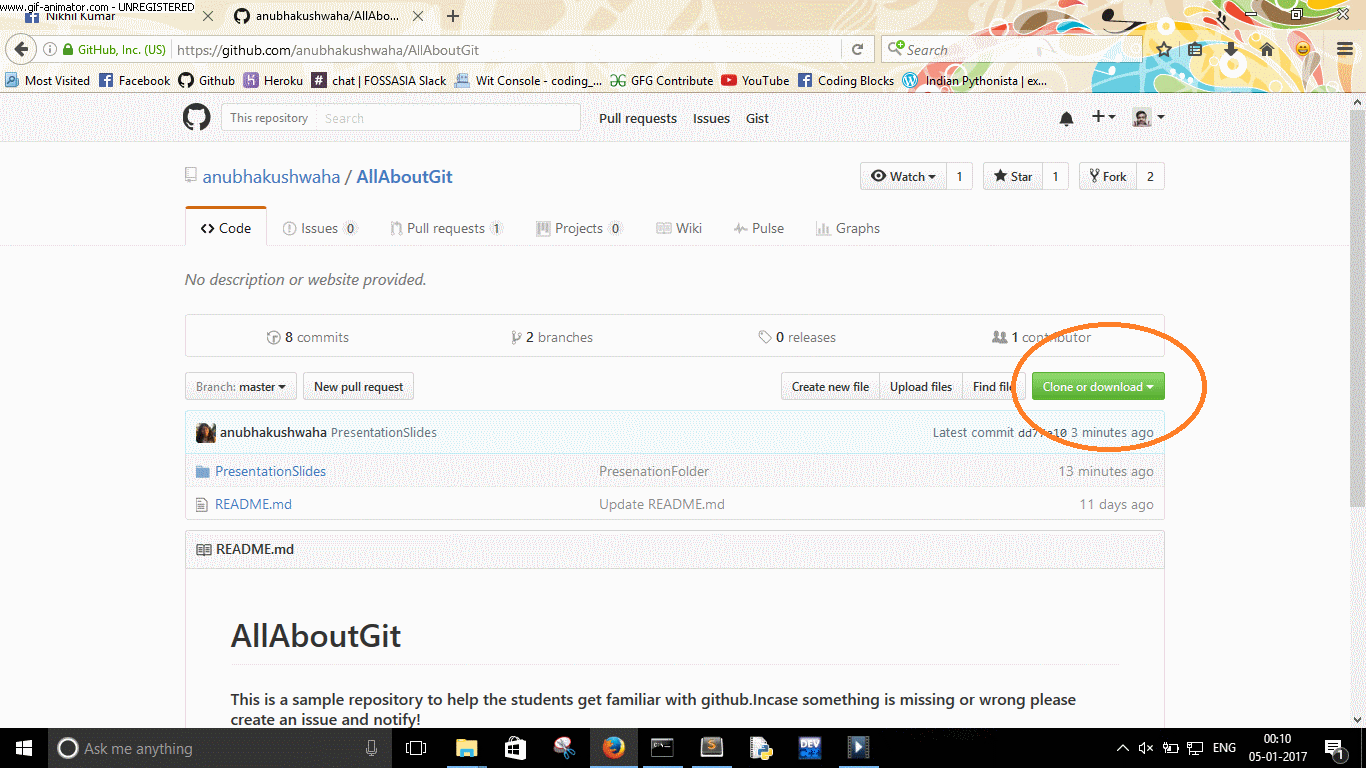 www.gif-animator.com - UNREGISTERED
Nikhil Kumar
anubhakushwaha/AllAbo...
GitHub, Inc. (US) https://github.com/anubhakushwaha/AllAboutGit Search
Most Visited Facebook Github Heroku chat | FOSSASIA Slack Wit Console - coding_... GFG Contribute YouTube Coding Blocks Indian Pythonista | ex...
This repository Search Pull requests Issues Gist
anubhakushwaha / AllAboutGit Watch 1 Star 1 Fork 2
Code Issues 0 Pull requests 1 Projects 0 Wiki Pulse Graphs
No description or website provided.
8 commits 2 branches 0 releases 1 contributor
Branch: master New pull request Create new file Upload files Find file Clone or download
anubhakushwaha PresentationSlides Latest commit 3 minutes ago
PresentationSlides PresenationFolder 13 minutes ago
README.md Update README.md 11 days ago
README.md
AllAboutGit
This is a sample repository to help the students get familiar with github.Incase something is missing or wrong please
create an issue and notify!
Ask me anything DEV ENG 00:10
05-01-2017 1